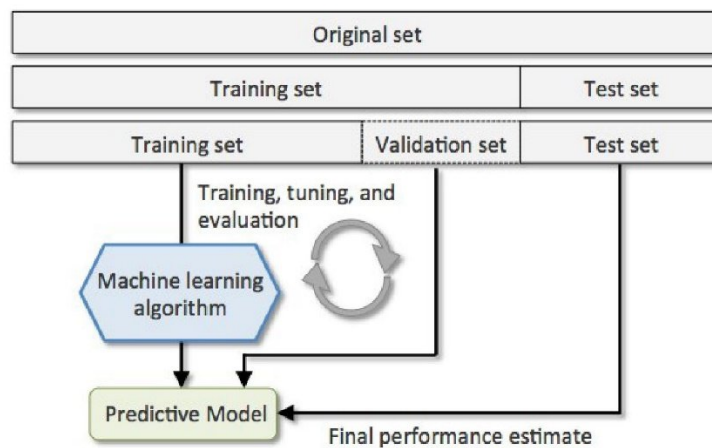 Original set
Training set
Test set
Training set
Validation set
Test set
Training, tuning, and
evaluation
Machine learning
algorithm
Predictive Model
Final performance estimate